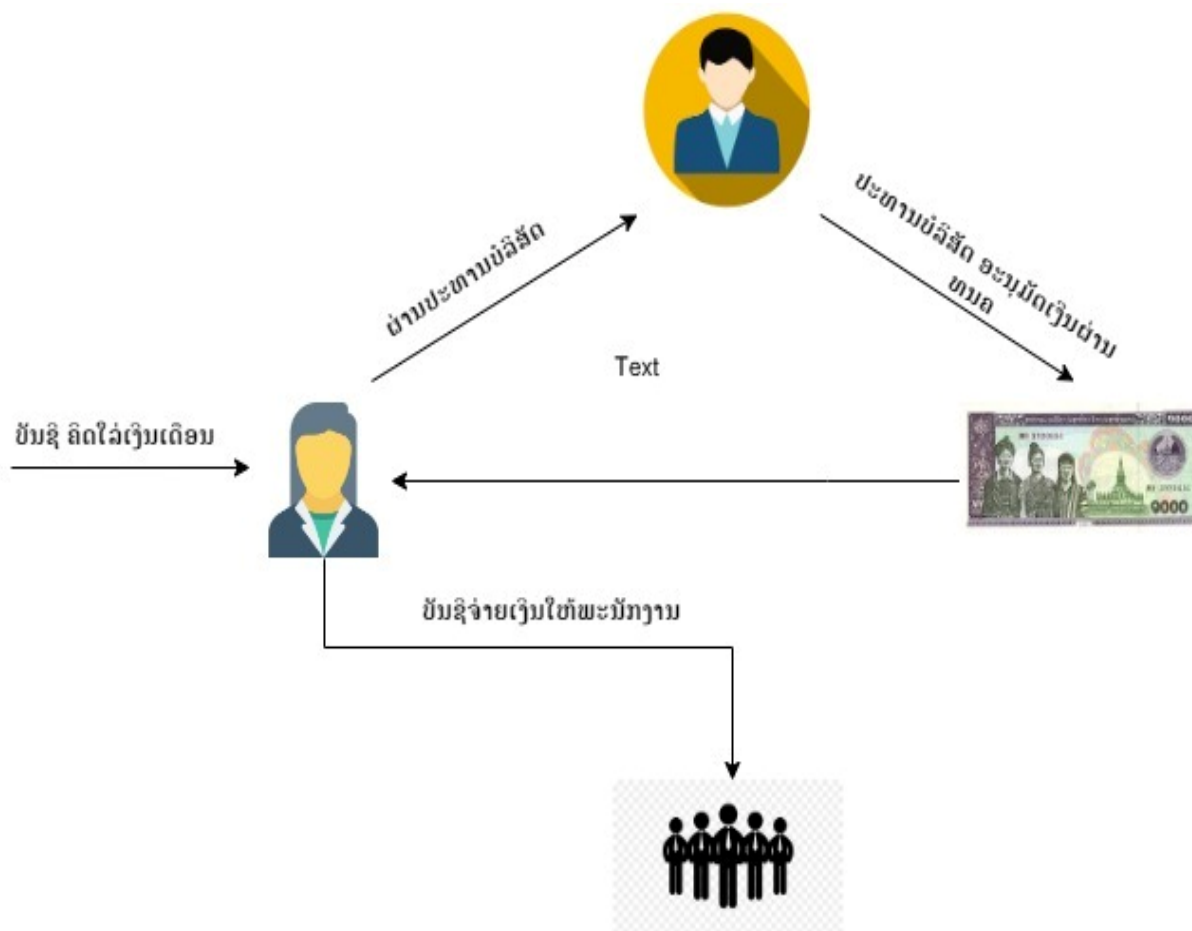 ປະທານບໍລິສັດ ອະນຸມັດເງິນຜ່ານ
ທນຄ
ຜ່ານປະທານບໍລິສັດ
Text
ບັນຊີ ຄິດໄລ່ເງິນເດືອນ
9000
ບັນຊີຈ່າຍເງິນໃຫ້ພະນັກງານ